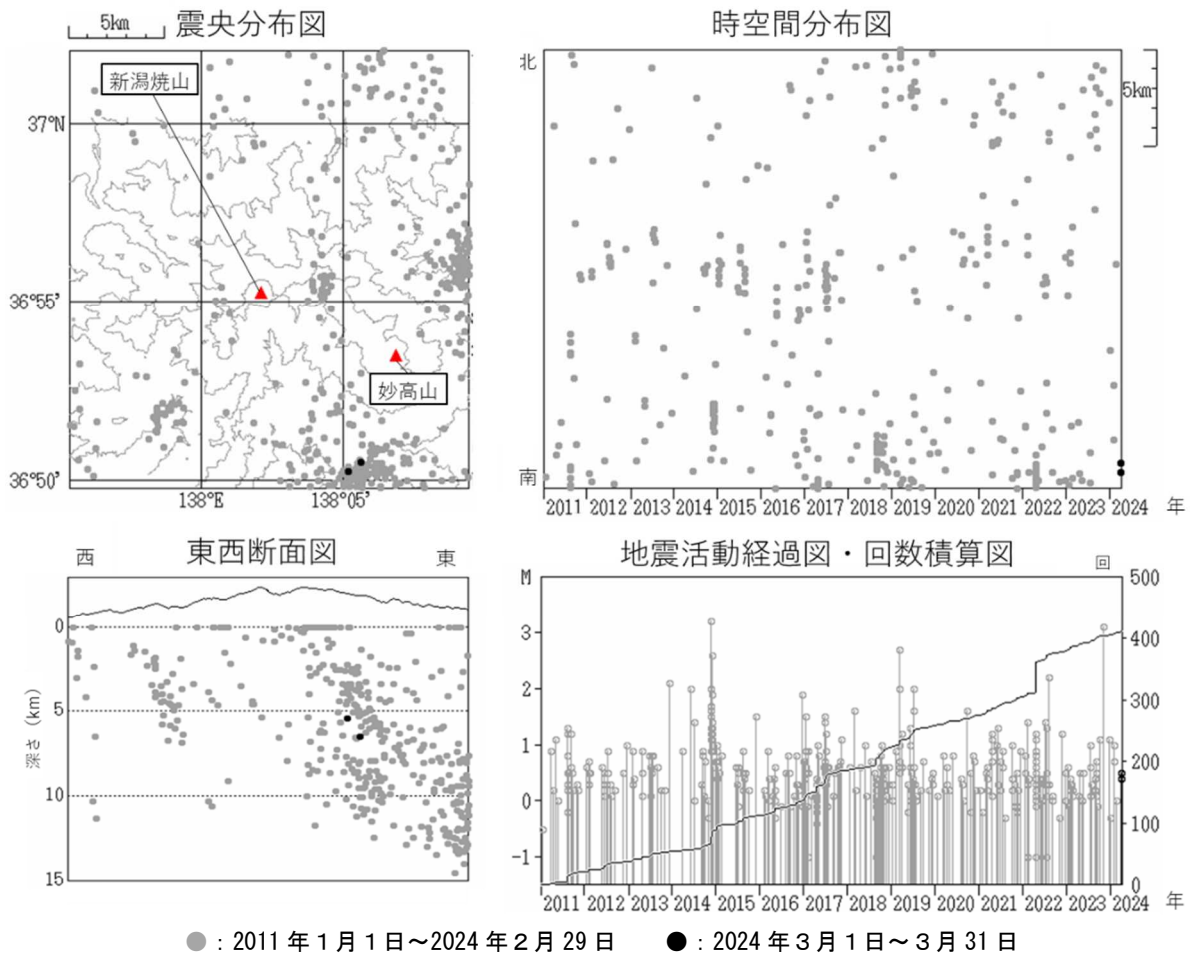 5km
震央分布図
新潟焼山
37°N
36°55’
妙高山
36°50’
138°E
138°05’
時空間分布図
北
5km
南
2011 2012 2013 2014 2015 2016 2017 2018 2019 2020 2021 2022 2023 2024 年
東西断面図
西
東
0
5
10
15
深さ（km）
地震活動経過図・回数積算図
M
回
3
2
1
0
-1
500
400
300
200
100
0
2011 2012 2013 2014 2015 2016 2017 2018 2019 2020 2021 2022 2023 2024 年
●：2011年１月１日～2024年２月29日 ●：2024年３月１日～３月31日